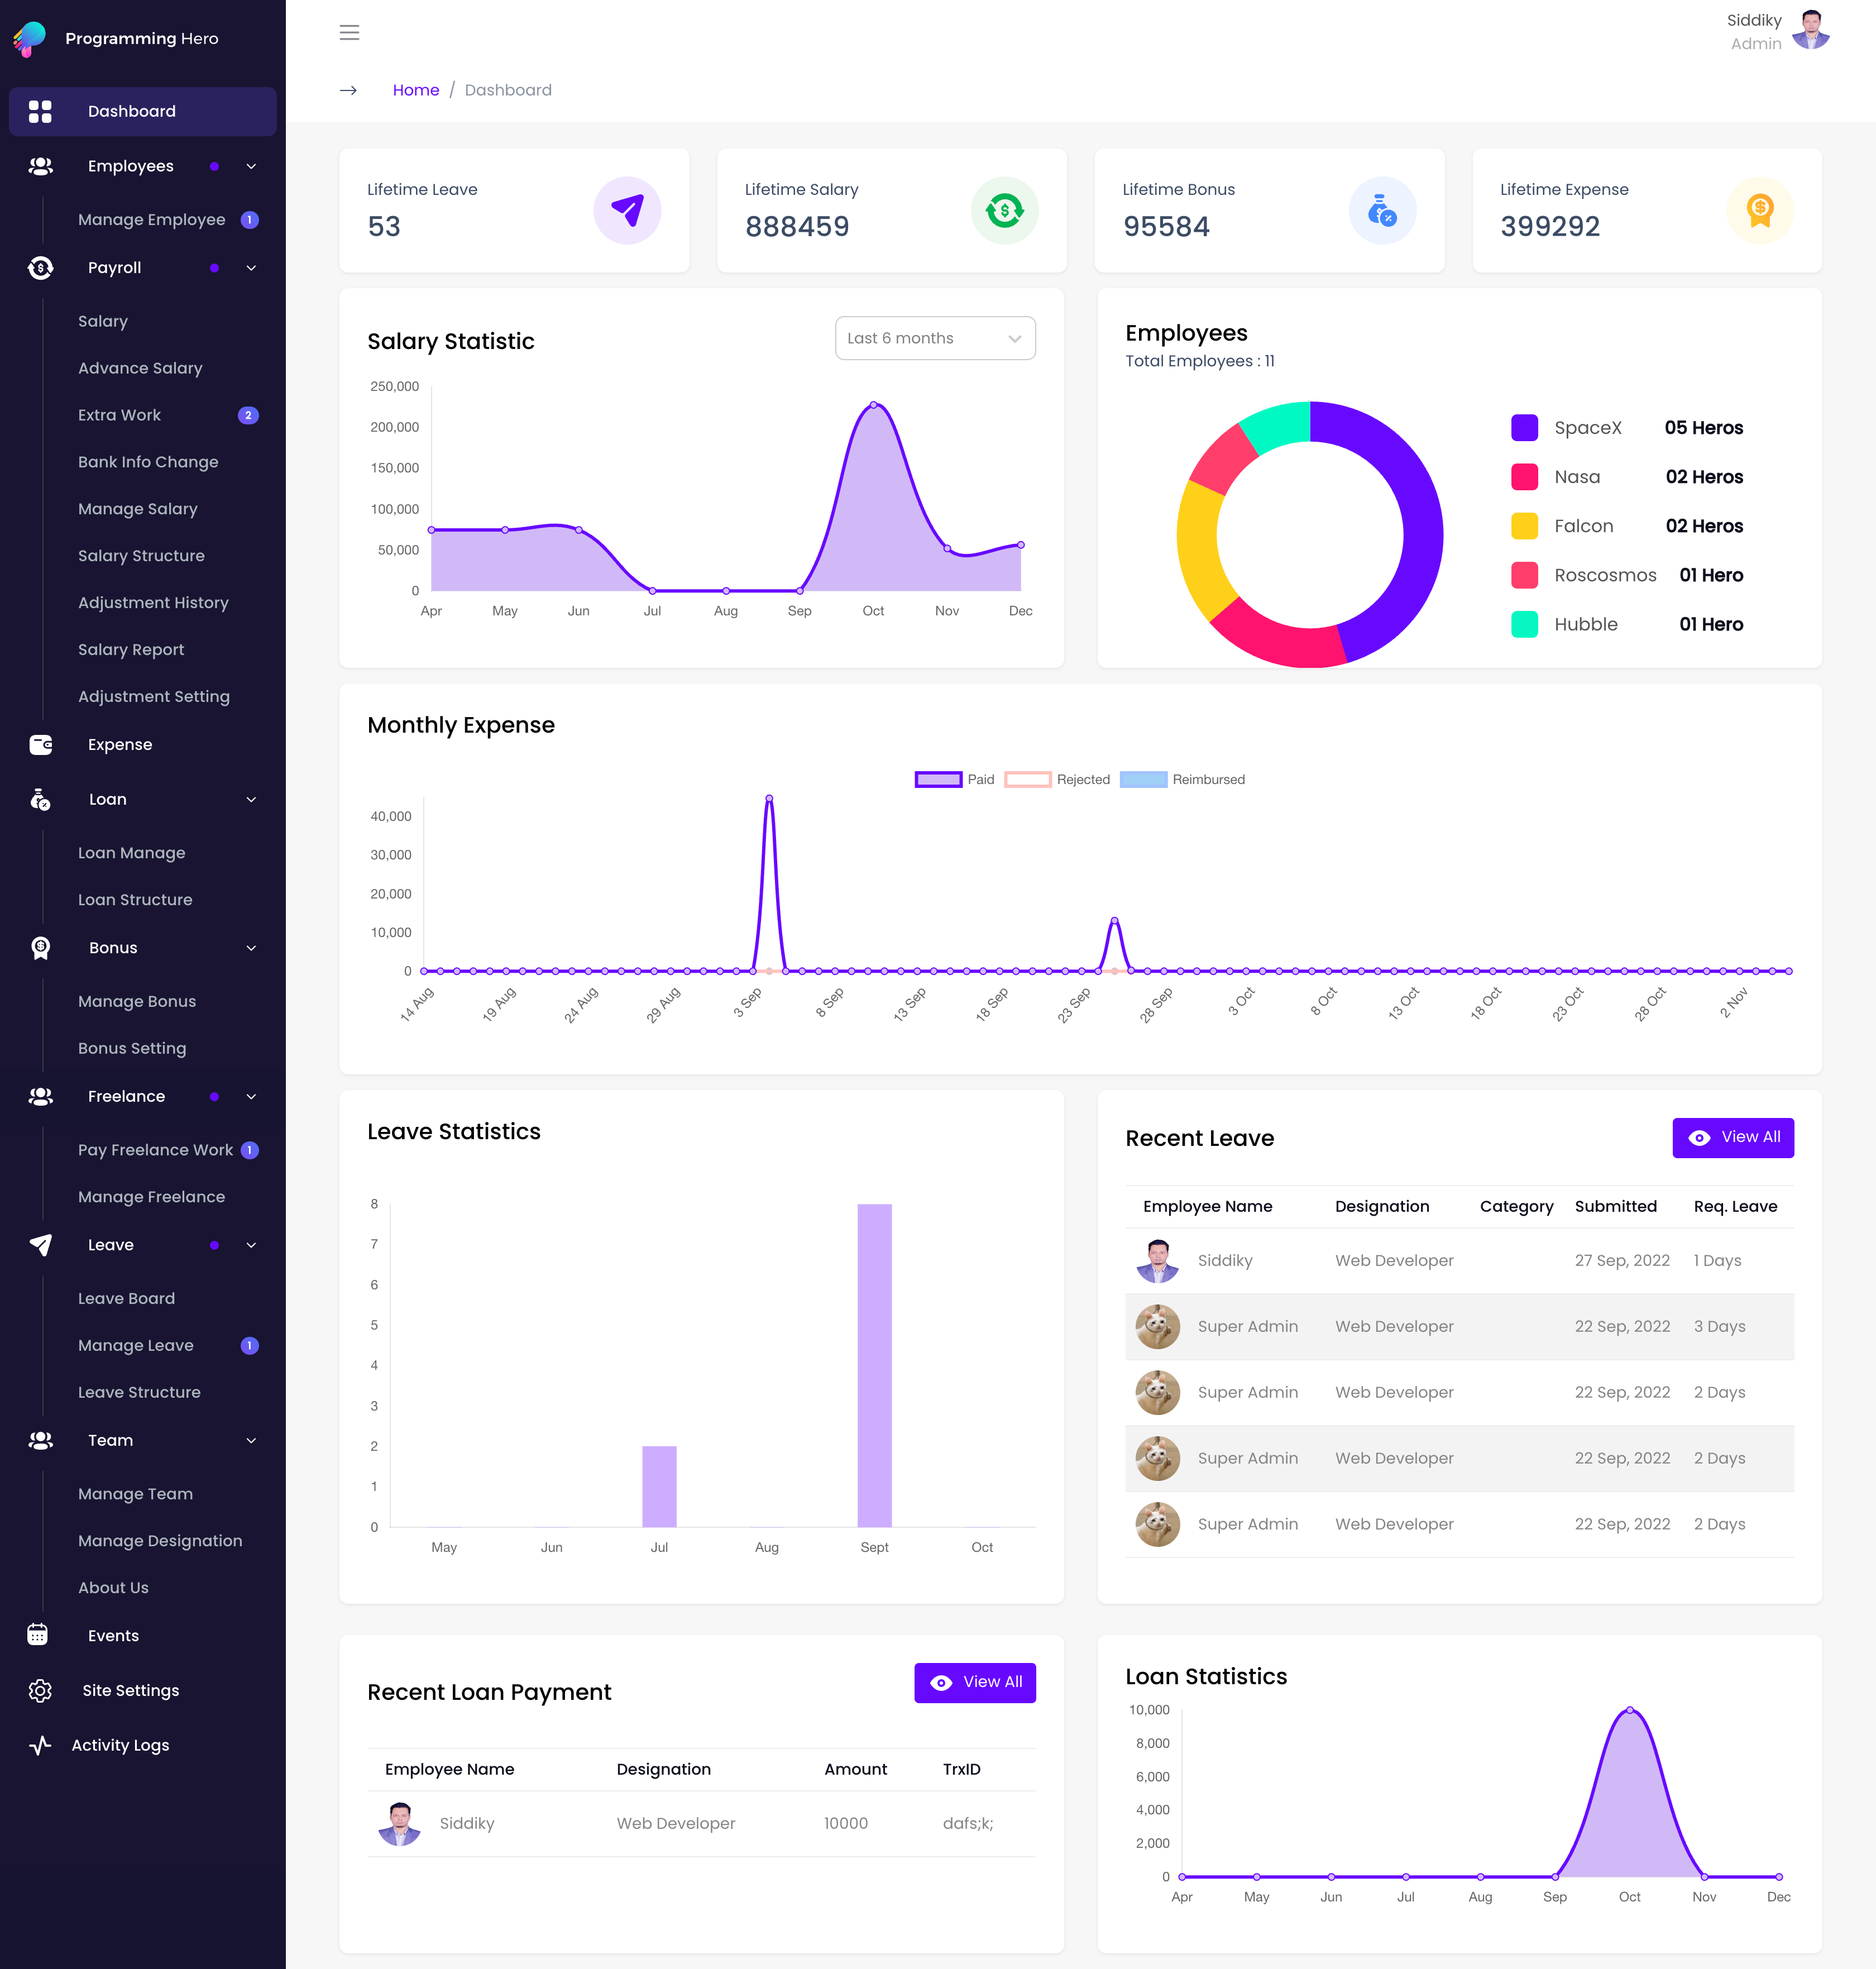 Programming Hero
Dashboard
Employees
Manage Employee 1
Payroll
Salary
Advance Salary
Extra Work 2
Bank Info Change
Manage Salary
Salary Structure
Adjustment History
Salary Report
Adjustment Setting
Expense
Loan
Loan Manage
Loan Structure
Bonus
Manage Bonus
Bonus Setting
Freelance
Pay Freelance Work 1
Manage Freelance
Leave
Leave Board
Manage Leave 1
Leave Structure
Team
Manage Team
Manage Designation
About Us
Events
Site Settings
Activity Logs
Siddiky
Admin
Home / Dashboard
Lifetime Leave
53
Lifetime Salary
888459
Lifetime Bonus
95584
Lifetime Expense
399292
Salary Statistic
Last 6 months
250,000
200,000
150,000
100,000
50,000
0
Apr May Jun Jul Aug Sep Oct Nov Dec
Employees
Total Employees : 11
SpaceX 05 Heros
Nasa 02 Heros
Falcon 02 Heros
Roscosmos 01 Hero
Hubble 01 Hero
Monthly Expense
Paid Rejected Reimbursed
40,000
30,000
20,000
10,000
0
14 Aug 19 Aug 24 Aug 29 Aug 3 Sep 8 Sep 13 Sep 18 Sep 23 Sep 28 Sep 3 Oct 8 Oct 13 Oct 18 Oct 23 Oct 28 Oct 2 Nov
Leave Statistics
8
7
6
5
4
3
2
1
0
May Jun Jul Aug Sept Oct
Recent Leave
View All
Employee Name Designation Category Submitted Req. Leave
Siddiky Web Developer 27 Sep, 2022 1 Days
Super Admin Web Developer 22 Sep, 2022 3 Days
Super Admin Web Developer 22 Sep, 2022 2 Days
Super Admin Web Developer 22 Sep, 2022 2 Days
Super Admin Web Developer 22 Sep, 2022 2 Days
Recent Loan Payment
View All
Employee Name Designation Amount TrxID
Siddiky Web Developer 10000 dafs;k;
Loan Statistics
10,000
8,000
6,000
4,000
2,000
0
Apr May Jun Jul Aug Sep Oct Nov Dec